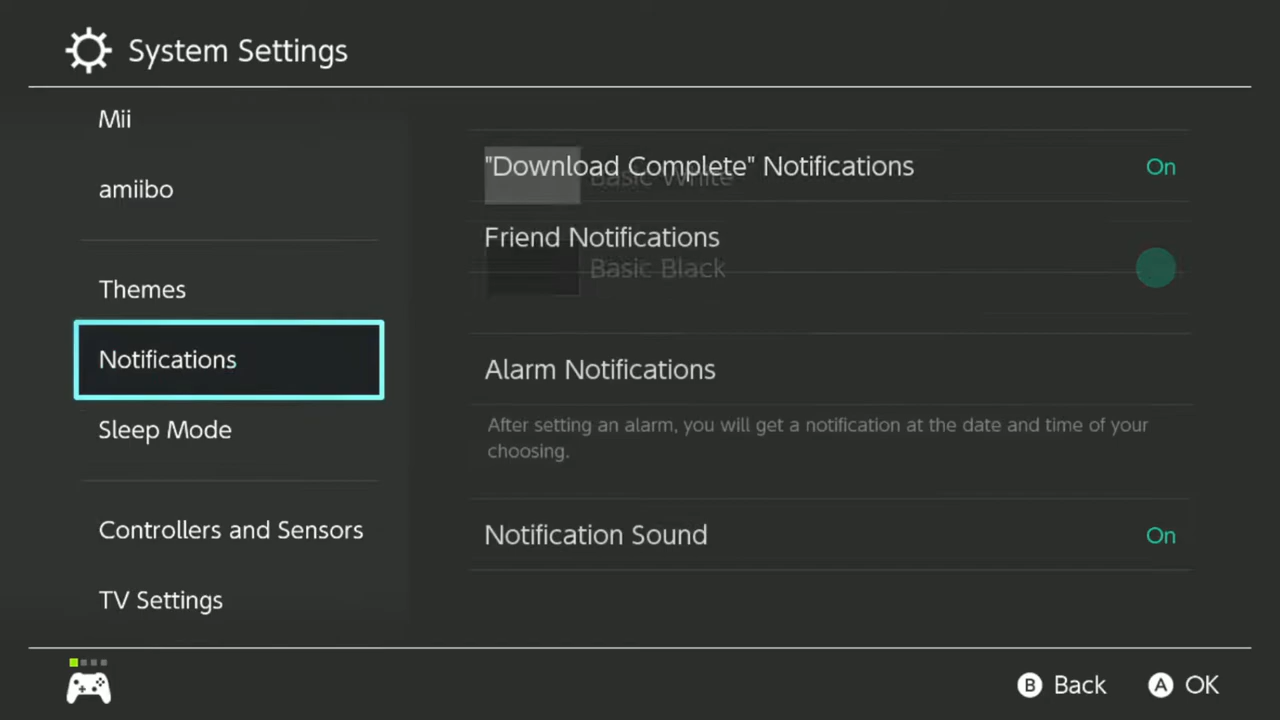 System Settings
Mii
amiibo
Themes
Notifications
Sleep Mode
Controllers and Sensors
TV Settings
"Download Complete" Notifications On
Basic White
Friend Notifications
Basic Black
Alarm Notifications
After setting an alarm, you will get a notification at the date and time of your
choosing.
Notification Sound On
B Back A OK